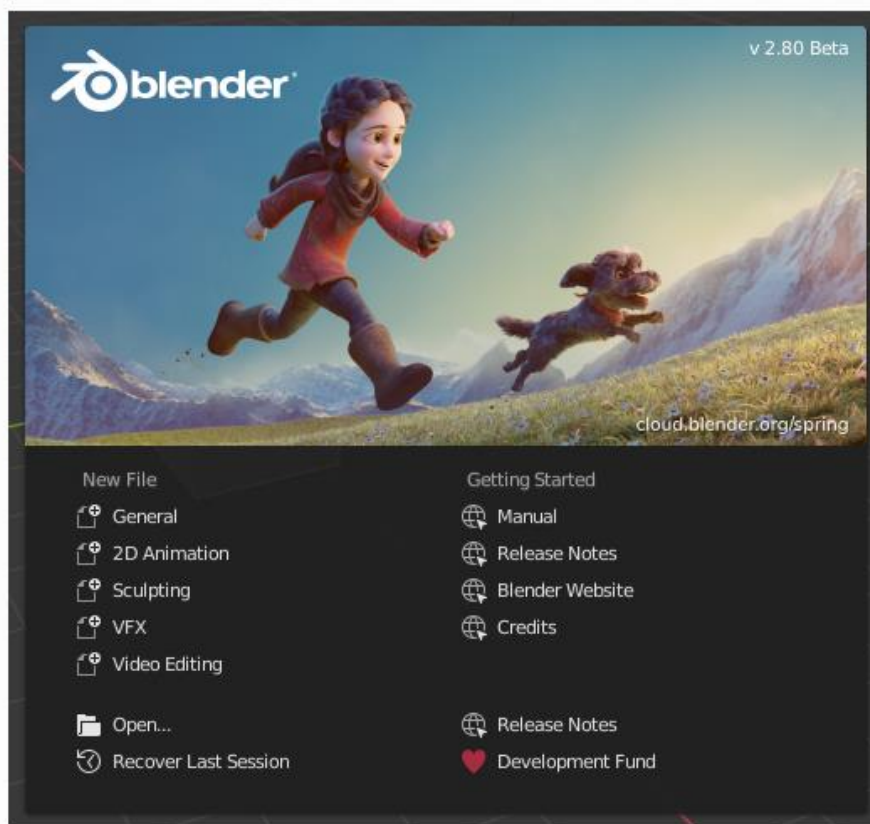 blender
v 2.80 Beta
cloud.blender.org/spring
New File
General
2D Animation
Sculpting
VFX
Video Editing
Open...
Recover Last Session
Getting Started
Manual
Release Notes
Blender Website
Credits
Release Notes
Development Fund